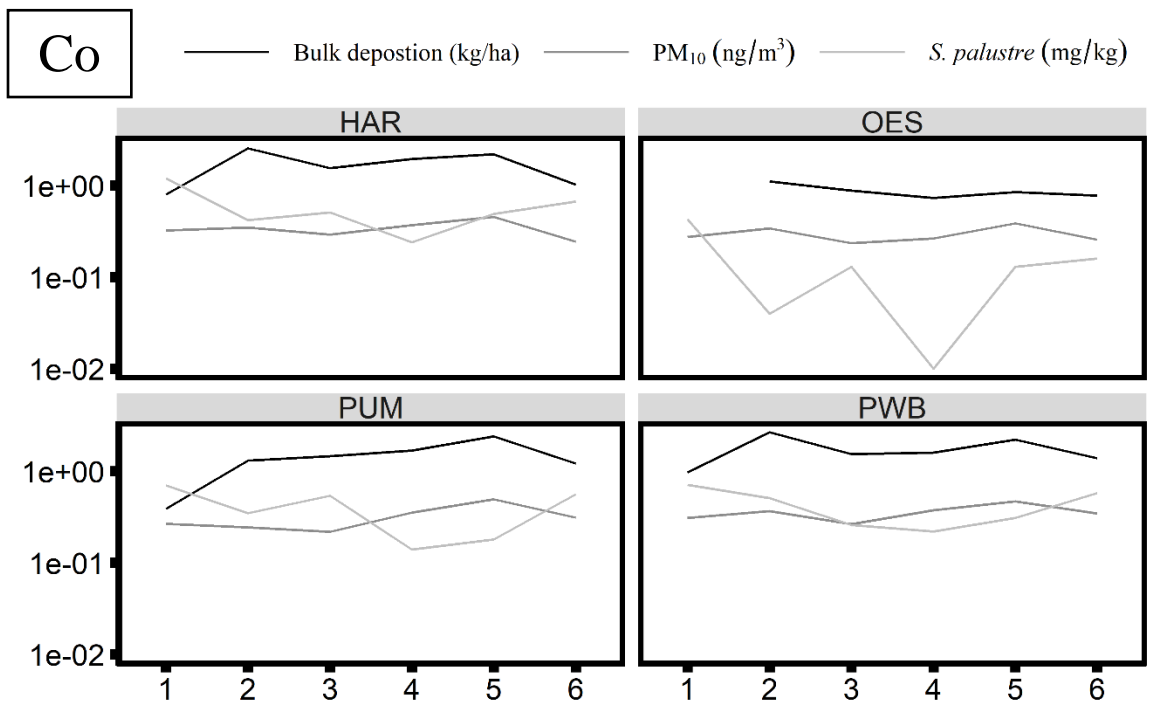 Co
Bulk depostion (kg/ha) PM₁₀ (ng/m³) S. palustre (mg/kg)
HAR OES
1e+00
1e-01
1e-02
PUM PWB
1e+00
1e-01
1e-02
1 2 3 4 5 6 1 2 3 4 5 6